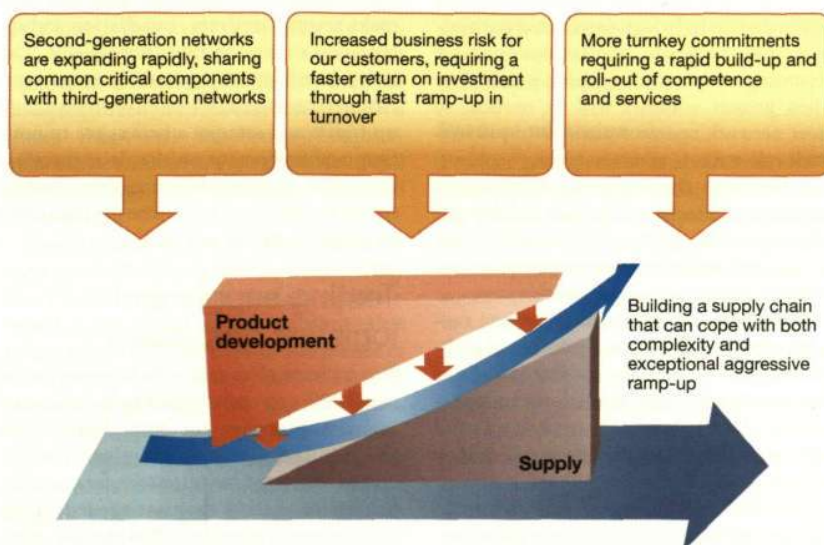 Second-generation networks
are expanding rapidly, sharing
common critical components
with third-generation networks
Increased business risk for
our customers, requiring a
faster return on investment
through fast ramp-up in
turnover
More turnkey commitments
requiring a rapid build-up and
roll-out of competence
and services
Product
development
Building a supply chain
that can cope with both
complexity and
exceptional aggressive
ramp-up
Supply